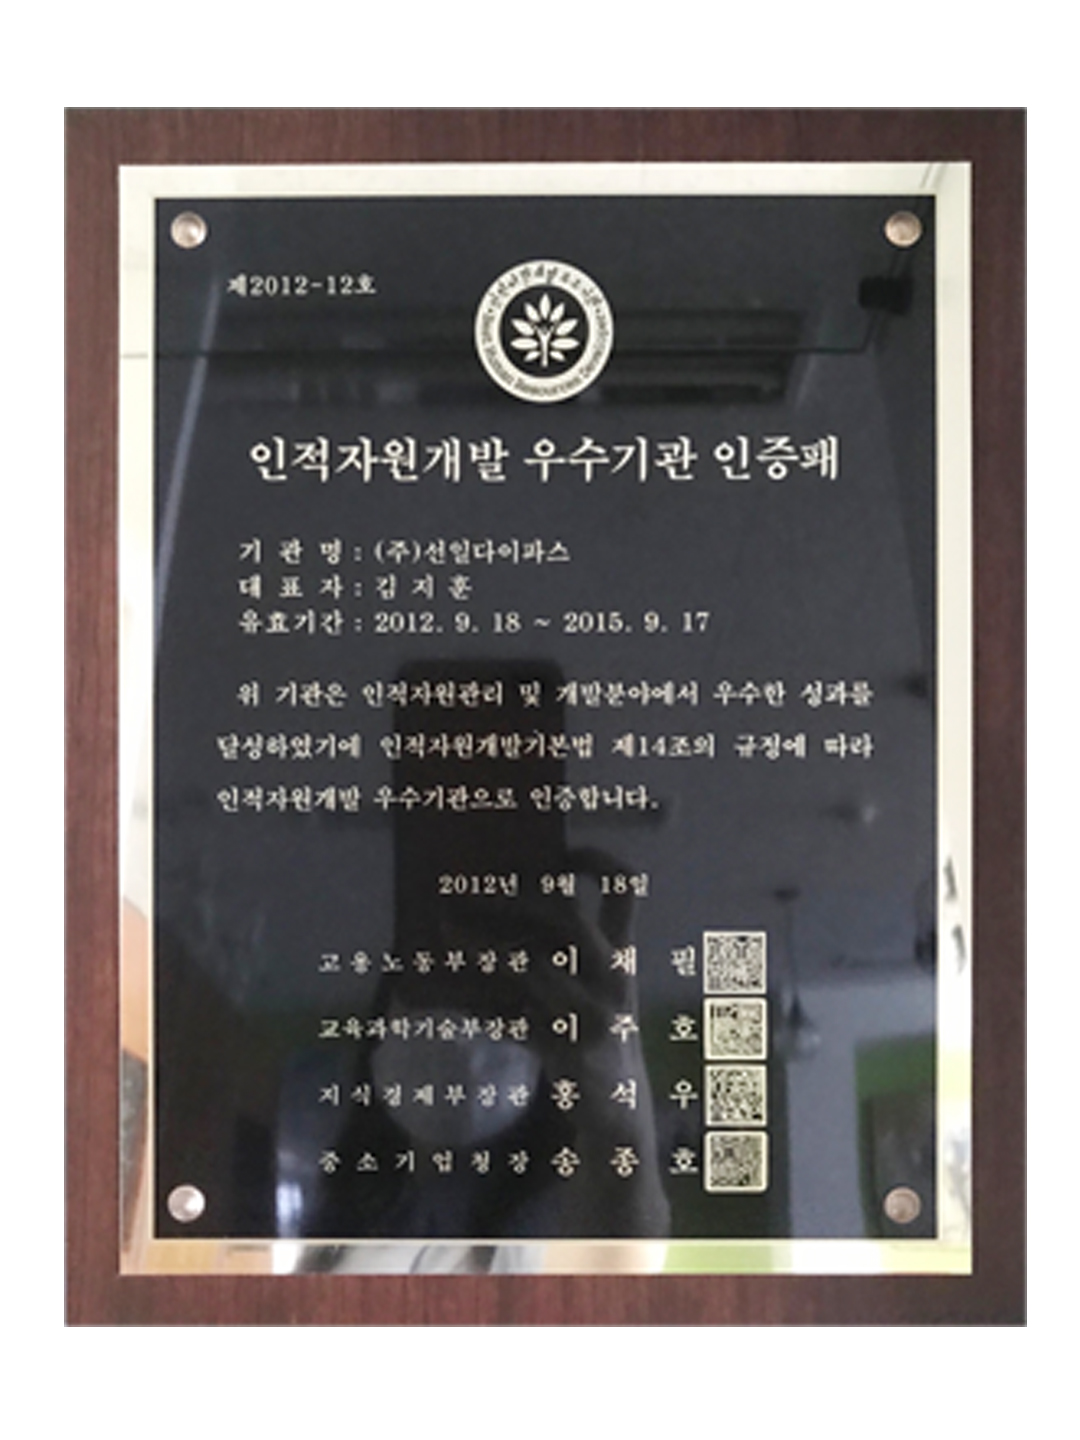 제2012-12호
인적자원개발 우수기관 인증패
기 관 명 : (주)선일다이파스
대 표 자 : 김 지 훈
유효기간 : 2012. 9. 18 ~ 2015. 9. 17
위 기관은 인적자원관리 및 개발분야에서 우수한 성과를
달성하였기에 인적자원개발기본법 제14조의 규정에 따라
인적자원개발 우수기관으로 인증합니다.
2012년 9월 18일
고용노동부장관 이 채 필
교육과학기술부장관 이 주 호
지식경제부장관 홍 석 우
중소기업청장 송 종 호